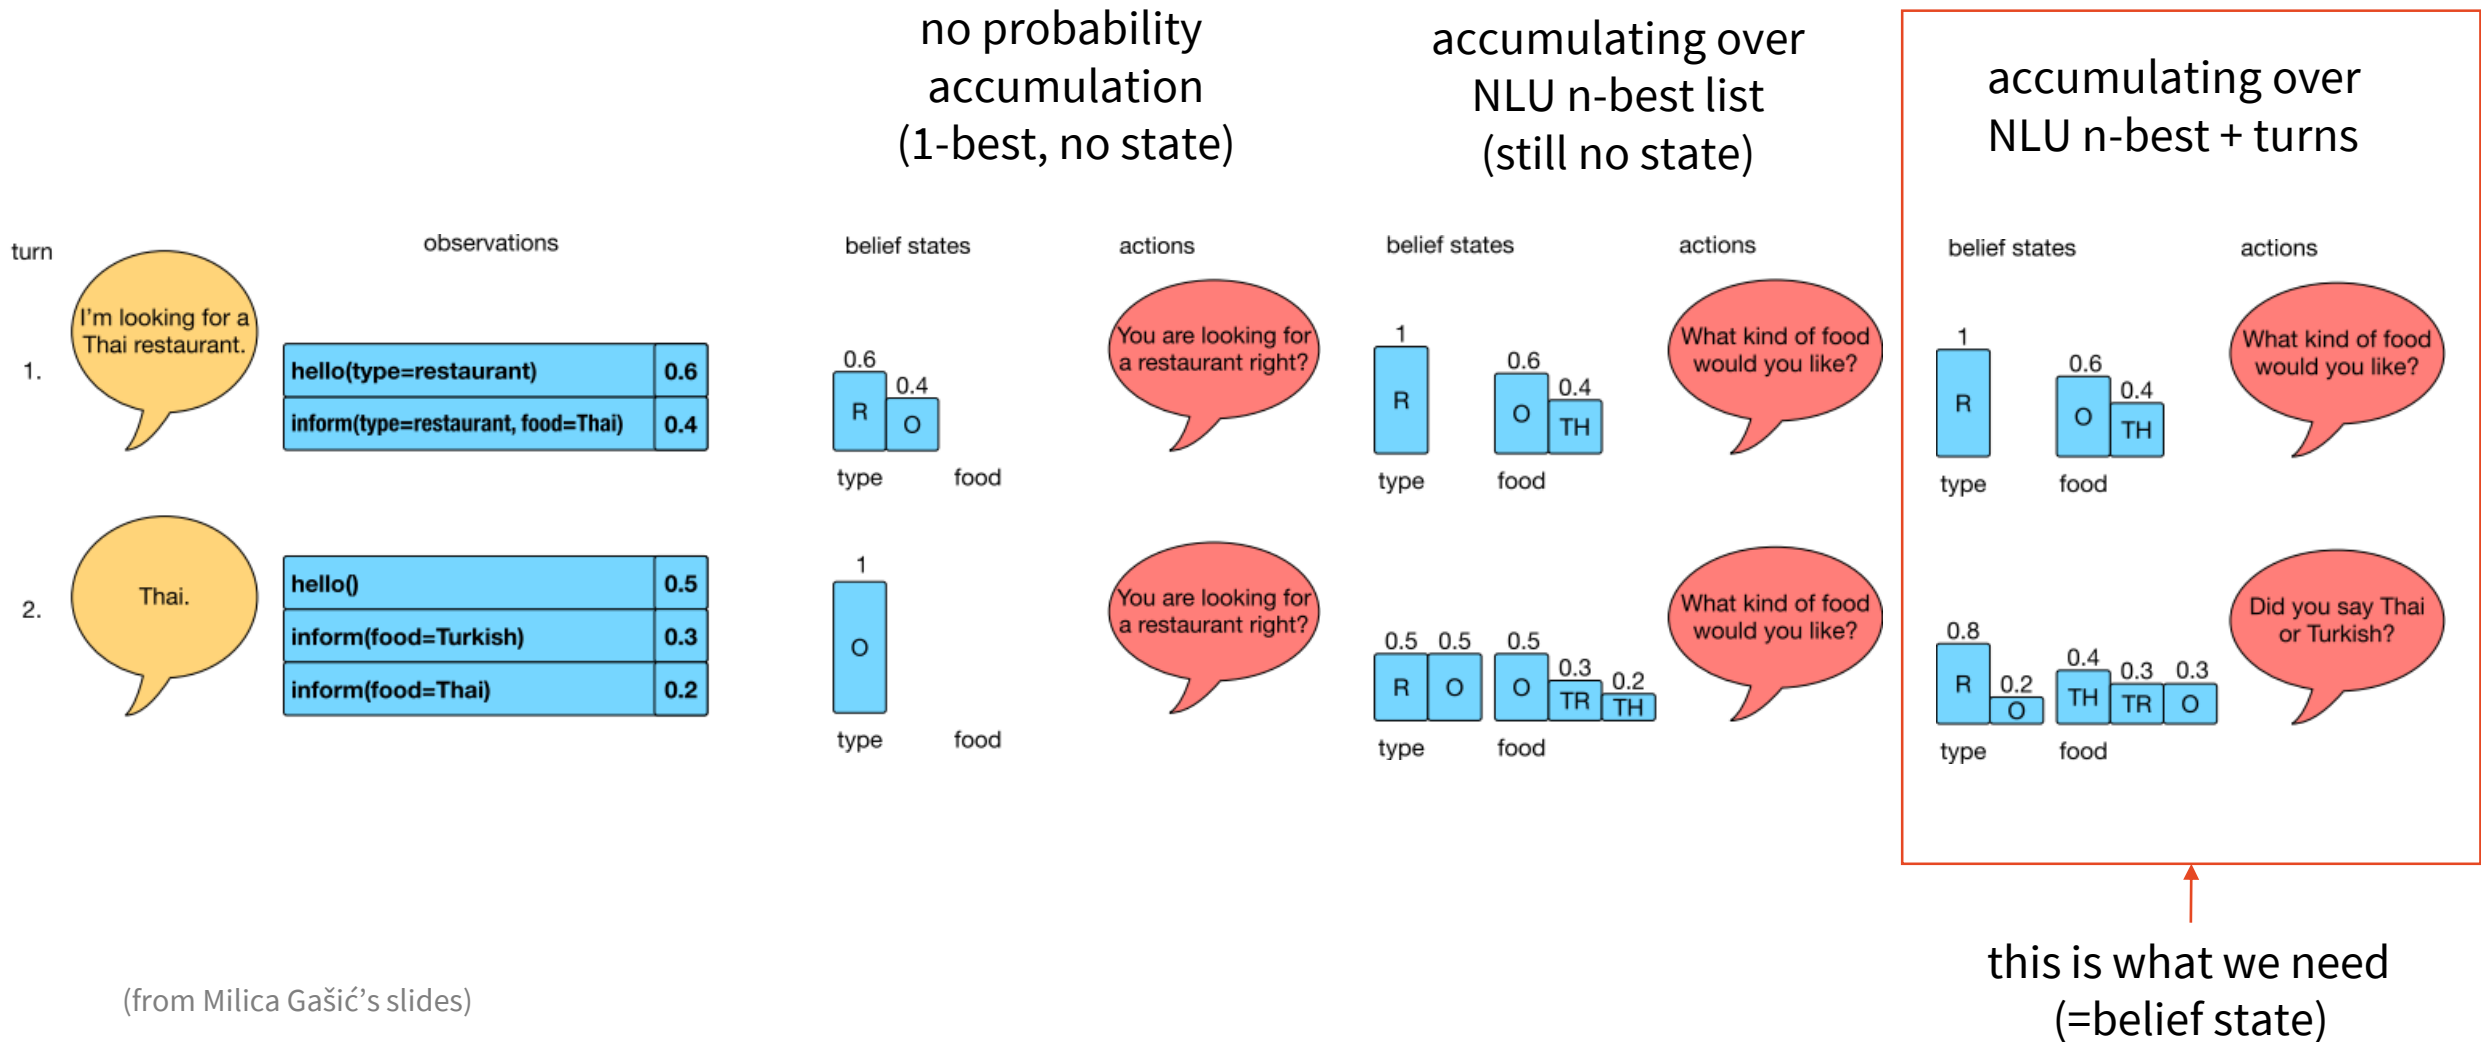 no probability
accumulation
(1-best, no state)
accumulating over
NLU n-best list
(still no state)
accumulating over
NLU n-best + turns
turn
observations
belief states
actions
belief states
actions
belief states
actions
1.
I'm looking for a
Thai restaurant.
hello(type=restaurant) 0.6
inform(type=restaurant, food=Thai) 0.4
0.6
0.4
R
O
type
food
You are looking for
a restaurant right?
1
R
0.6
0.4
O
TH
type
food
What kind of food
would you like?
1
R
0.6
0.4
O
TH
type
food
What kind of food
would you like?
2.
Thai.
hello() 0.5
inform(food=Turkish) 0.3
inform(food=Thai) 0.2
1
O
type
food
You are looking for
a restaurant right?
0.5 0.5
R O
0.5
0.3
0.2
O
TR
TH
type
food
What kind of food
would you like?
0.8
0.2
R
O
0.4
0.3 0.3
TH
TR O
type
food
Did you say Thai
or Turkish?
this is what we need
(=belief state)
(from Milica Gašić's slides)